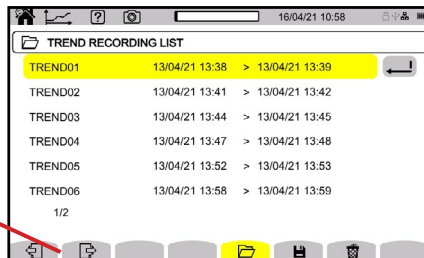 ? 16/04/21 10:58
TREND RECORDING LIST
TREND01 13/04/21 13:38 > 13/04/21 13:39
TREND02 13/04/21 13:41 > 13/04/21 13:42
TREND03 13/04/21 13:44 > 13/04/21 13:45
TREND04 13/04/21 13:47 > 13/04/21 13:48
TREND05 13/04/21 13:52 > 13/04/21 13:53
TREND06 13/04/21 13:58 > 13/04/21 13:59
1/2